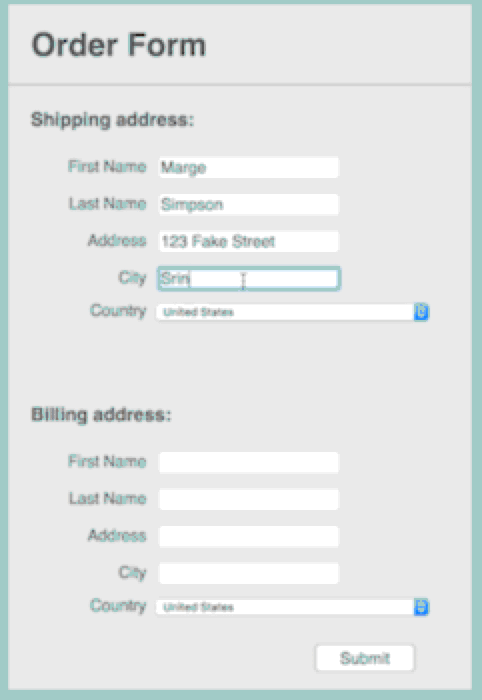 Order Form
Shipping address:
First Name Marge
Last Name Simpson
Address 123 Fake Street
City Srin
Country United States
Billing address:
First Name
Last Name
Address
City
Country United States
Submit